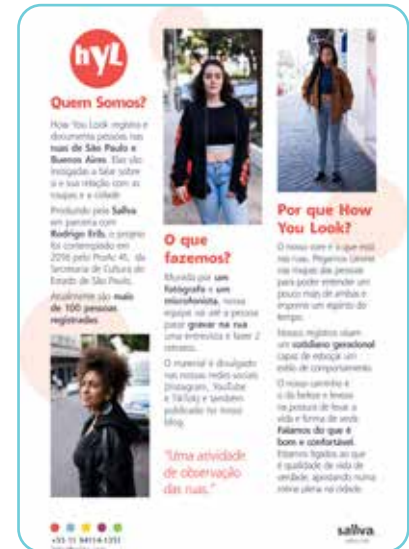 hyL
Quem Somos?
How You Look registra e
documenta pessoas nas
ruas de São Paulo e
Buenos Aires. Elas são
instigadas a falar sobre
si e sua relação com as
roupas e a cidade.
Produzido pela Sallva
em parceria com
Rodrigo Erib, o projeto
foi contemplado em
2016 pelo ProAc 41, da
Secretaria de Cultura do
Estado de São Paulo.
Atualmente são mais
de 100 pessoas
registradas.
O que
fazemos?
Munida por um
fotógrafo e um
microfonista, nossa
equipe vai até a pessoa
para gravar na rua
uma entrevista e fazer 2
retratos.
O material é divulgado
nas nossas redes sociais
(Instagram, YouTube
e TikTok) e também
publicado no nosso
blog.
"Uma atividade
de observação
das ruas."
Por que How
You Look?
O nosso core é o que está
nas ruas. Pegamos carona
nas roupas das pessoas
para poder entender um
pouco mais de ambas e
imprimir um espírito do
tempo.
Nossos registros visam
um cotidiano geracional
capaz de esboçar um
estilo de comportamento.
O nosso caminho é
o da beleza e leveza
na postura de levar a
vida e forma de vestir.
Falamos do que é
bom e confortável.
Estamos ligados ao que
é qualidade de vida de
verdade, apostando numa
rotina plena na cidade.
sallva